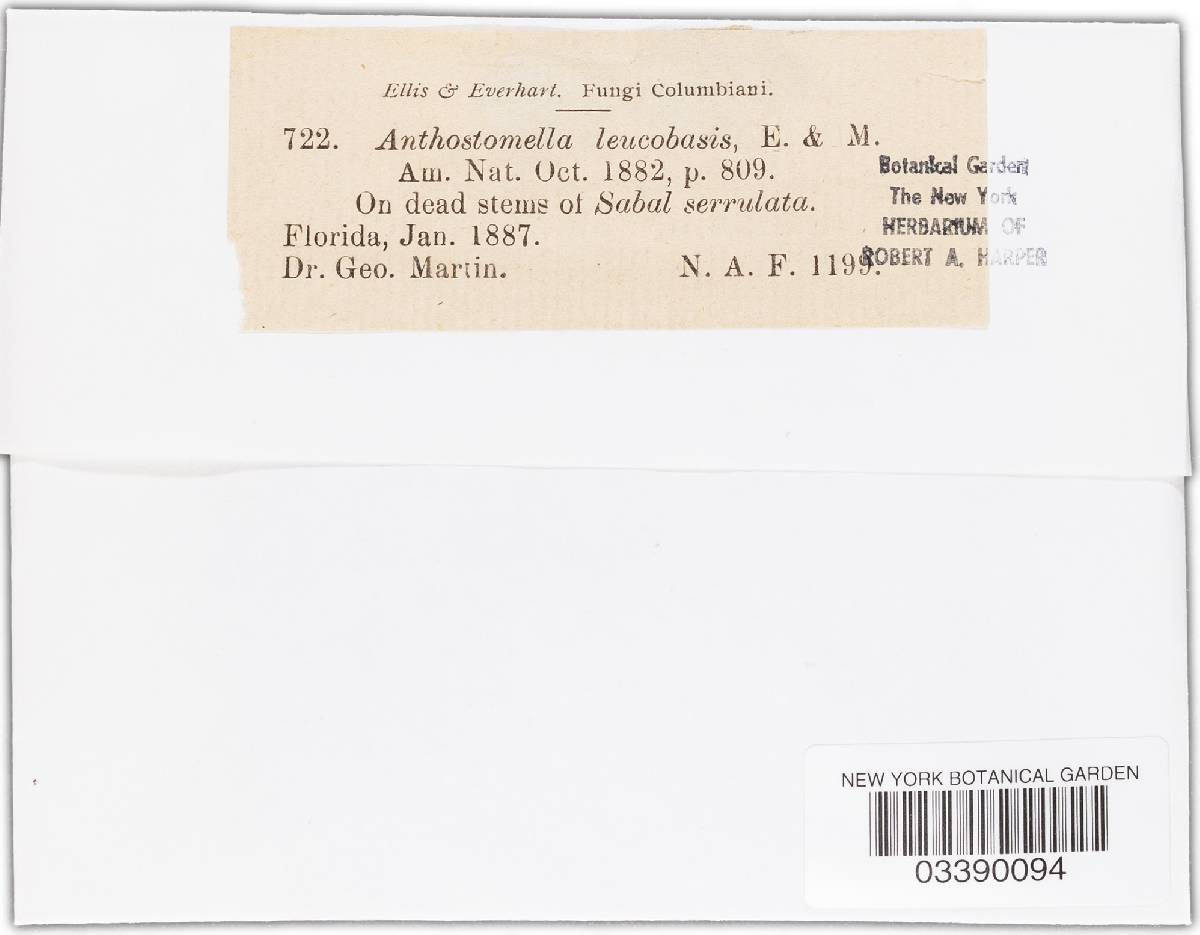 Ellis & Everhart. Fungi Columbiani.
722. Anthostomella leucobasis, E. & M.
Am. Nat. Oct. 1882, p. 809.
On dead stems of Sabal serrulata.
Florida, Jan. 1887.
Dr. Geo. Martin. N. A. F. 1199.
Botanical Garden
The New York
HERBARIUM OF
ROBERT A. HARPER
NEW YORK BOTANICAL GARDEN
03390094